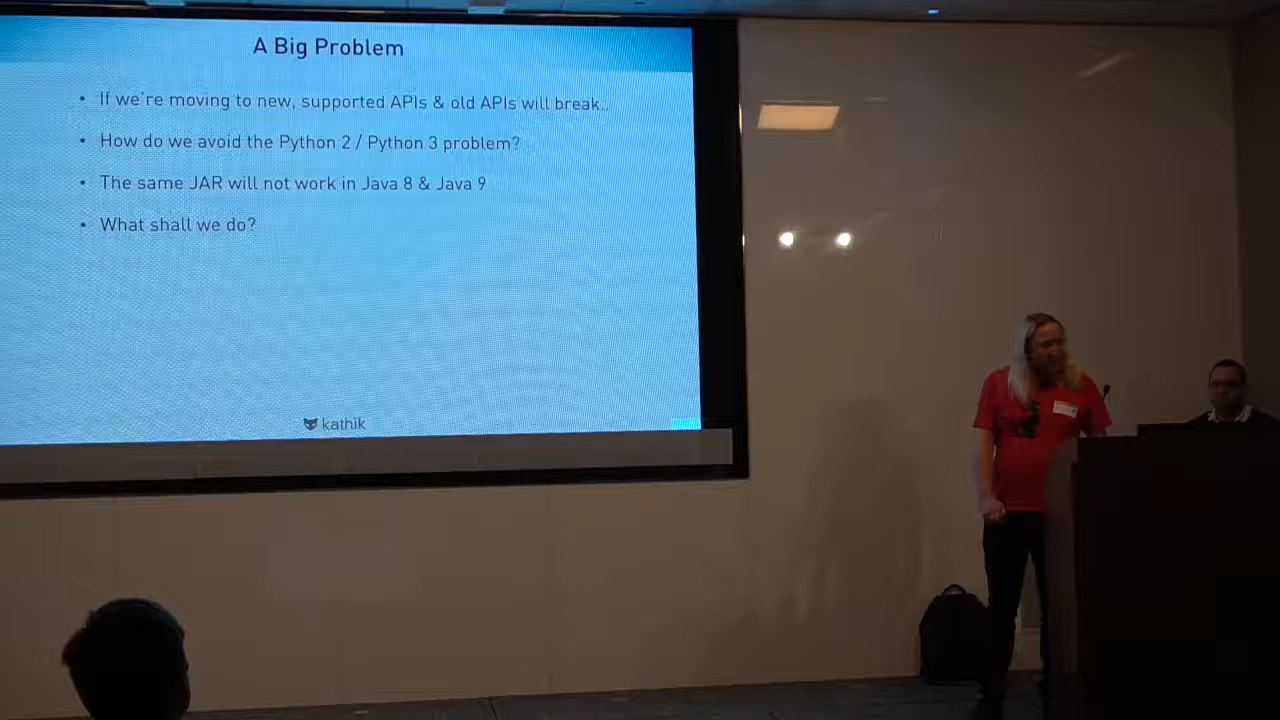 A Big Problem
• If we're moving to new, supported APIs & old APIs will break..
• How do we avoid the Python 2 / Python 3 problem?
• The same JAR will not work in Java 8 & Java 9
• What shall we do?
kathik